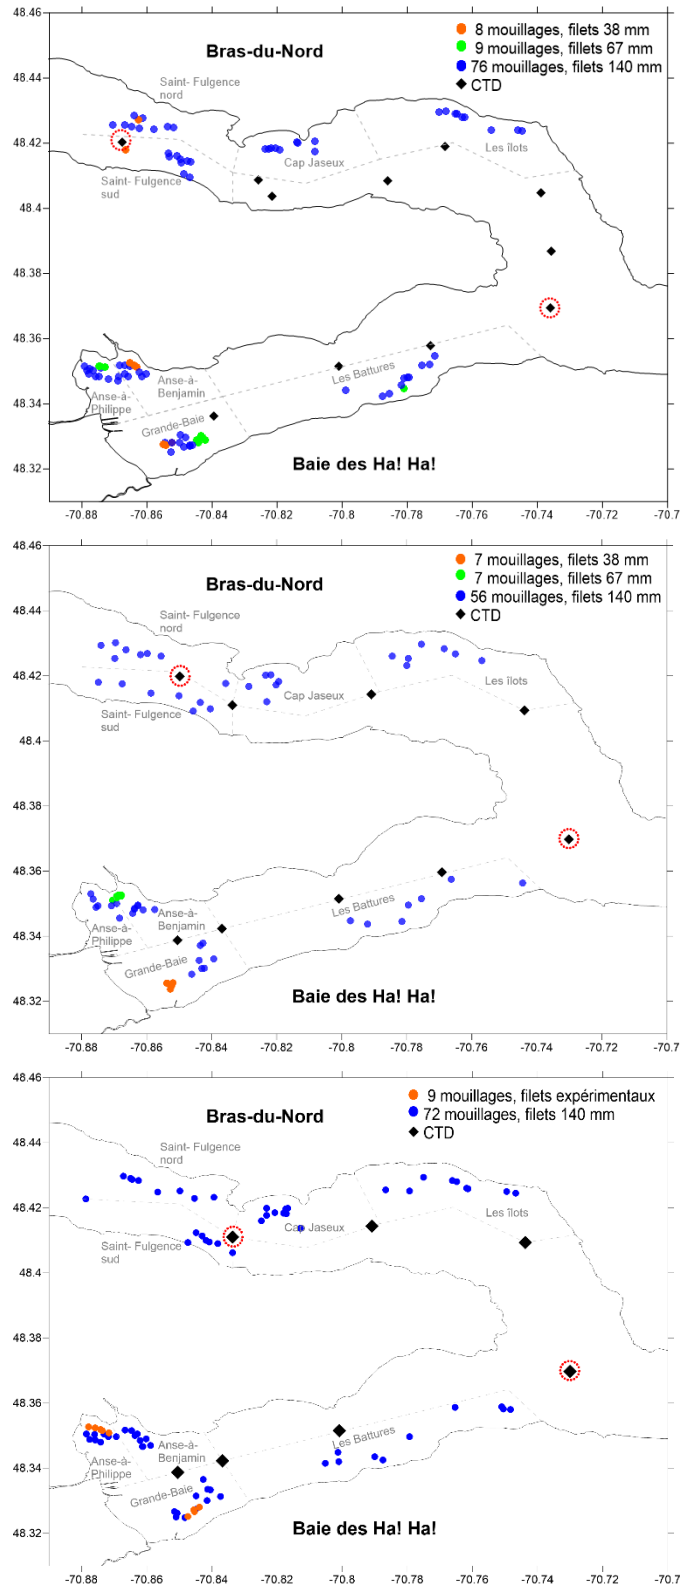 8 mouillages, filets 38 mm
9 mouillages, fillets 67 mm
76 mouillages, filets 140 mm
CTD
Bras-du-Nord
Saint- Fulgence
nord
Cap Jaseux
Les îlots
Saint- Fulgence
sud
Les Battures
Anse-à-
Benjamin
Anse-à-
Philippe
Grande-Baie
Baie des Ha! Ha!
48.46
48.44
48.42
48.4
48.38
48.36
48.34
48.32
-70.88 -70.86 -70.84 -70.82 -70.8 -70.78 -70.76 -70.74 -70.72 -70.7
7 mouillages, filets 38 mm
7 mouillages, fillets 67 mm
56 mouillages, filets 140 mm
CTD
Bras-du-Nord
Saint- Fulgence
nord
Cap Jaseux
Les îlots
Saint- Fulgence
sud
Les Battures
Anse-à-
Benjamin
Anse-à-
Philippe
Grande-Baie
Baie des Ha! Ha!
48.46
48.44
48.42
48.4
48.38
48.36
48.34
48.32
-70.88 -70.86 -70.84 -70.82 -70.8 -70.78 -70.76 -70.74 -70.72 -70.7
9 mouillages, filets expérimentaux
72 mouillages, filets 140 mm
CTD
Bras-du-Nord
Saint- Fulgence
nord
Cap Jaseux
Les îlots
Saint- Fulgence
sud
Les Battures
Anse-à-
Benjamin
Anse-à-
Philippe
Grande-Baie
Baie des Ha! Ha!
48.46
48.44
48.42
48.4
48.38
48.36
48.34
48.32
-70.88 -70.86 -70.84 -70.82 -70.8 -70.78 -70.76 -70.74 -70.72 -70.7